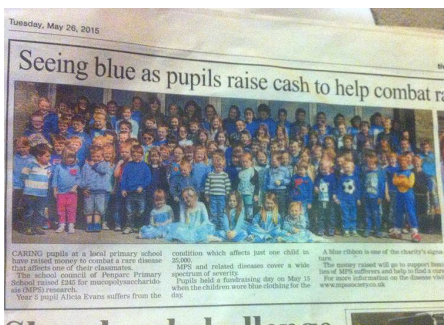 Tuesday, May 26, 2015
Seeing blue as pupils raise cash to help combat ra
CARING pupils at a local primary school
have raised money to combat a rare disease
that affects one of their classmates.
The school council of Penparc Primary
School raised £245 for mucopolysaccharido-
sis (MPS) research.
Year 2 pupil Alicia Evans suffers from the
condition which affects just one child in
25,000.
MPS and related diseases cover a wide
spectrum of severity.
Pupils held a fundraising day on May 15
when the children wore blue clothing for the
day.
A blue ribbon is one of the charity's signa
ture.
The money raised will go to support fami
lies of MPS sufferers and help to find a cure
For more information on the disease visit
www.mpssociety.co.uk